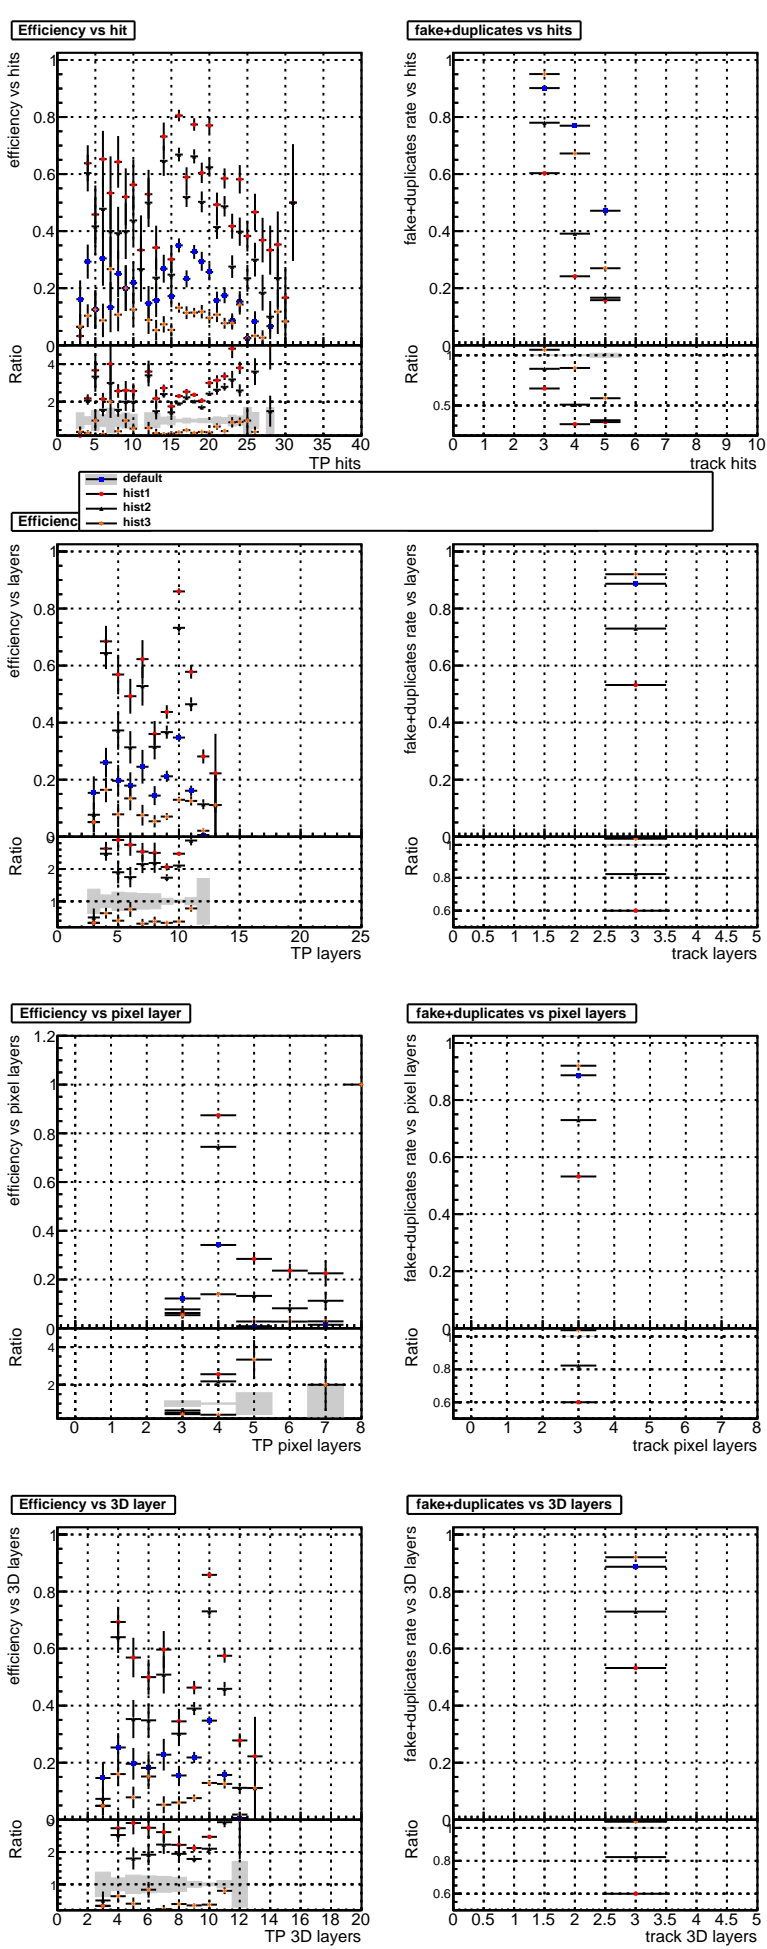 Efficiency vs hit
efficiency vs hits
1
0.8
0.6
0.4
0.2
0
Ratio
4
2
0 5 10 15 20 25 30 35 40
TP hits
fake+duplicates vs hits
fake+duplicates rate vs hits
1
0.8
0.6
0.4
0.2
0
Ratio
1
0.5
0 1 2 3 4 5 6 7 8 9 10
track hits
default
hist1
hist2
hist3
Efficienc
efficiency vs layers
1
0.8
0.6
0.4
0.2
Ratio
2
1
0 5 10 15 20 25
TP layers
fake+duplicates rate vs layers
1
0.8
0.6
0.4
0.2
0
Ratio
1
0.8
0.6
0 0.5 1 1.5 2 2.5 3 3.5 4 4.5 5
track layers
Efficiency vs pixel layer
efficiency vs pixel layers
1.2
1
0.8
0.6
0.4
0.2
0
Ratio
4
2
0 1 2 3 4 5 6 7 8
TP pixel layers
fake+duplicates vs pixel layers
fake+duplicates rate vs pixel layers
1
0.8
0.6
0.4
0.2
0
Ratio
1
0.8
0.6
0 1 2 3 4 5 6 7 8
track pixel layers
Efficiency vs 3D layer
efficiency vs 3D layers
1
0.8
0.6
0.4
0.2
0
Ratio
2
1
0 2 4 6 8 10 12 14 16 18 20
TP 3D layers
fake+duplicates vs 3D layers
fake+duplicates rate vs 3D layers
1
0.8
0.6
0.4
0.2
0
Ratio
1
0.8
0.6
0 0.5 1 1.5 2 2.5 3 3.5 4 4.5 5
track 3D layers